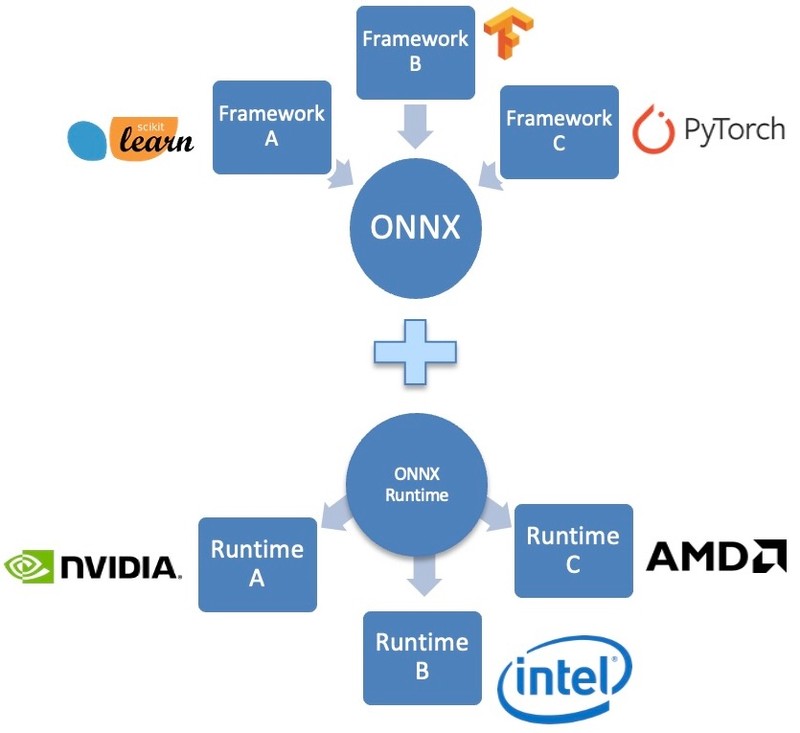 Framework
B
Framework
A
scikit
learn
Framework
C
PyTorch
ONNX
ONNX
Runtime
NVIDIA.
Runtime
A
Runtime
C
AMD
Runtime
B
intel®